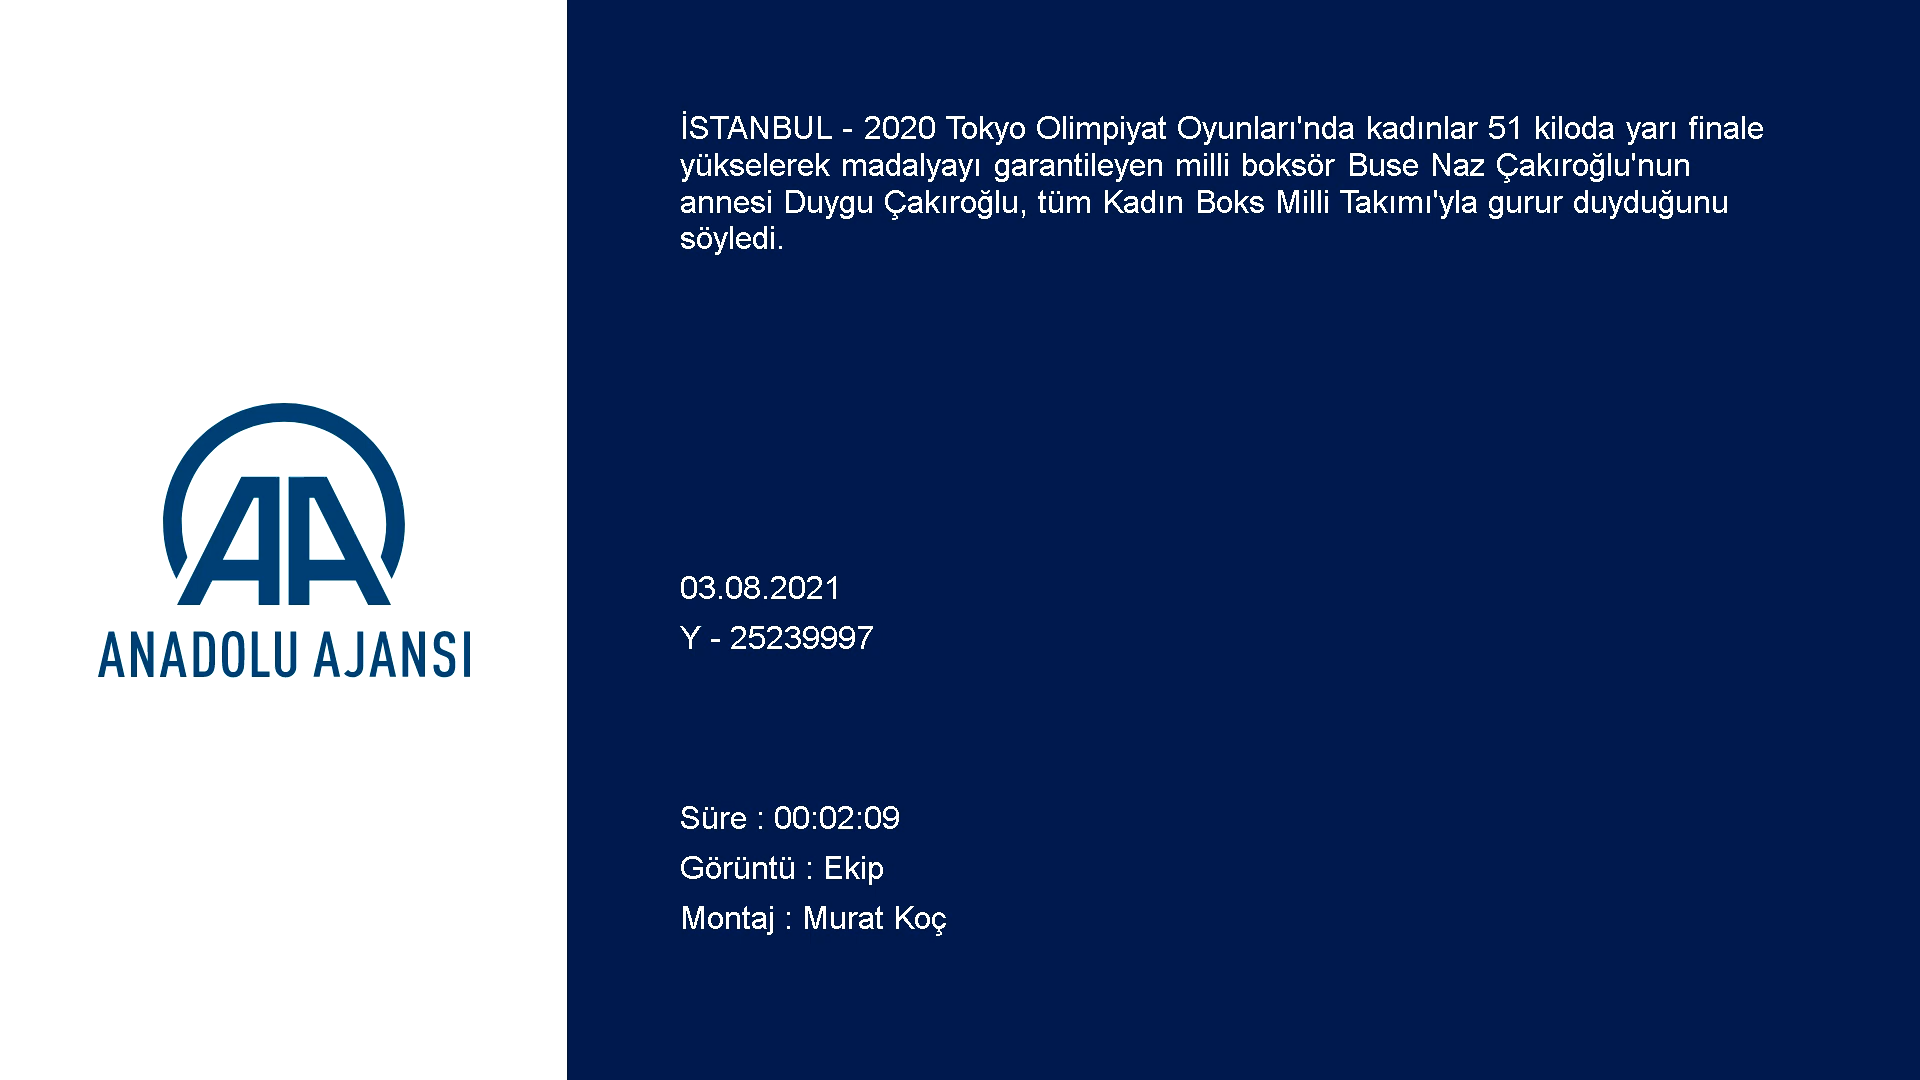 İSTANBUL - 2020 Tokyo Olimpiyat Oyunları'nda kadınlar 51 kiloda yarı finale
yükselerek madalyayı garantileyen milli boksör Buse Naz Çakıroğlu'nun
annesi Duygu Çakıroğlu, tüm Kadın Boks Milli Takımı'yla gurur duyduğunu
söyledi.
AA
ANADOLU AJANSI
03.08.2021
Y - 25239997
Süre : 00:02:09
Görüntü : Ekip
Montaj : Murat Koç